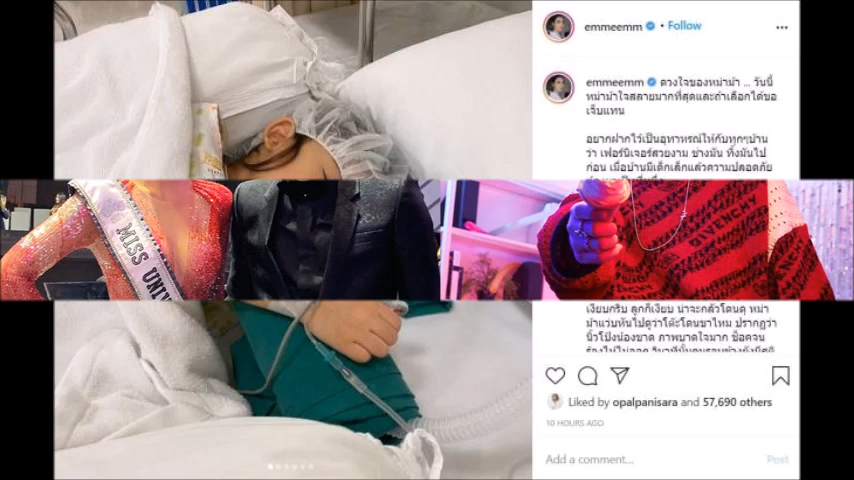 emmeemm • Follow
emmeemm ดวงใจของหม่าม้า ... วันนี้
หม่าม้าใจสลายมากที่สุดและถ้าเลือกได้ขอ
เจ็บแทน
อยากฝากไว้เป็นอุทาหรณ์ให้กับทุกๆบ้าน
ว่า เฟอร์นิเจอร์สวยงาม ช่างมัน ทิ้งมันไป
ก่อน เมื่อบ้านมีเด็กเล็กแล้วความปลอดภัย
MISS UNIV
GIVENCHY
เงียบกริบ ลูกก็เงียบ น่าจะกลัวโดนดุ หม่า
ม้าแว่บหันไปดูว่าโต๊ะโดนขาไหม ปรากฏว่า
นิ้วโป้งน้องขาด ภาพบาดใจมาก ช็อคจน
Liked by opalpanisara and 57,690 others
10 HOURS AGO
Add a comment...
Post